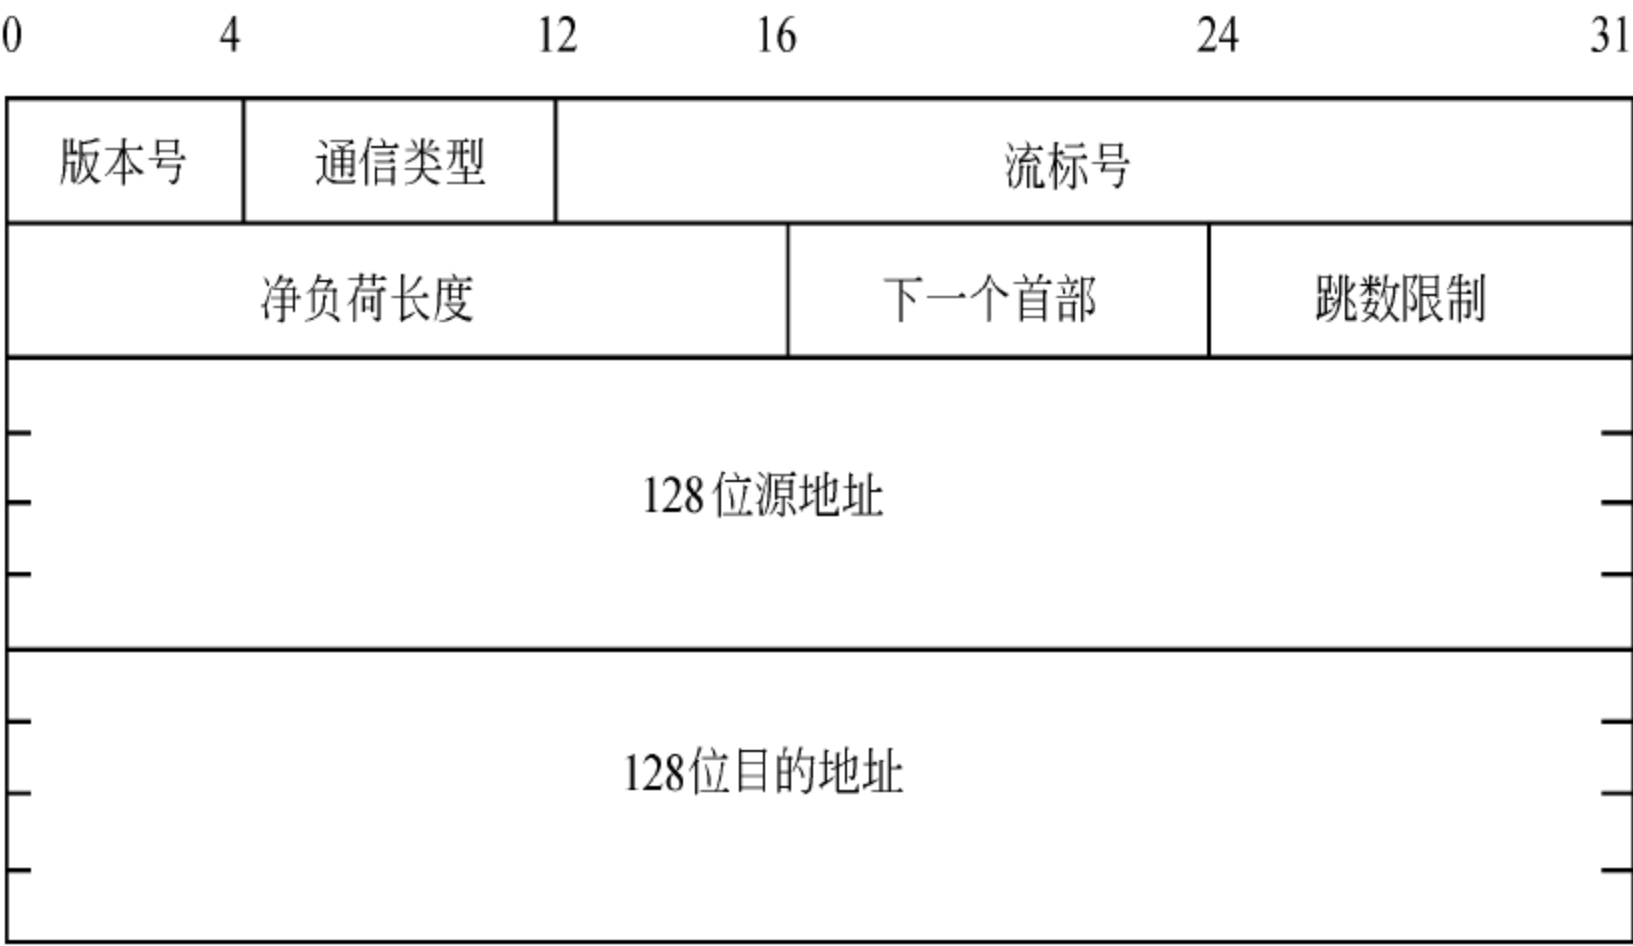 0 4 12 16 24 31
版本号 通信类型 流标号
净负荷长度 下一个首部 跳数限制
128位源地址
128位目的地址